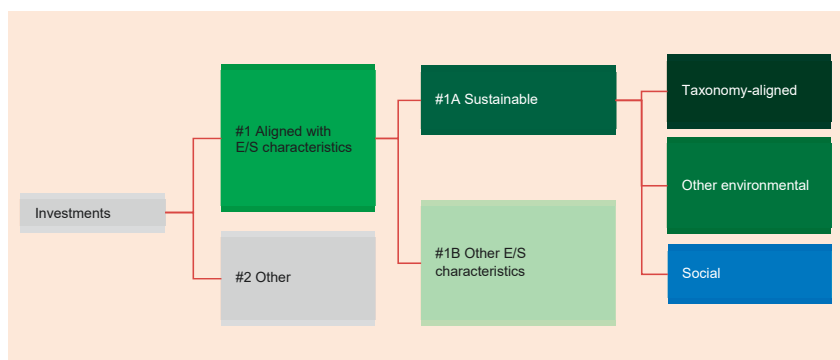 Investments
#1 Aligned with
E/S characteristics
#2 Other
#1A Sustainable
#1B Other E/S
characteristics
Taxonomy-aligned
Other environmental
Social